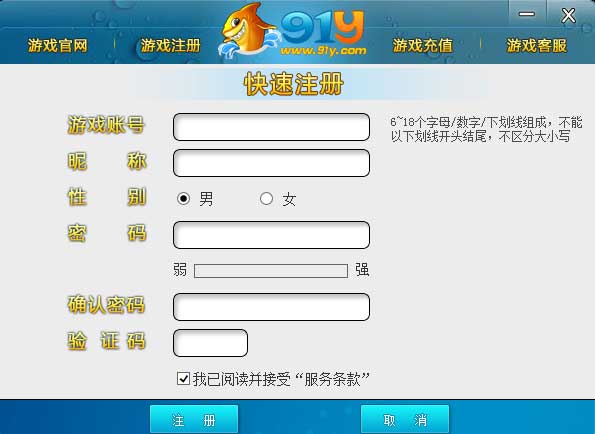 91y
www.91y.com
游戏官网 游戏注册 游戏充值 游戏客服
快速注册
游戏账号
6~18个字母/数字/下划线组成，不能
以下划线开头结尾，不区分大小写
昵 称
性 别 男 女
密 码
弱 强
确认密码
验 证 码
我已阅读并接受“服务条款”
注 册 取 消